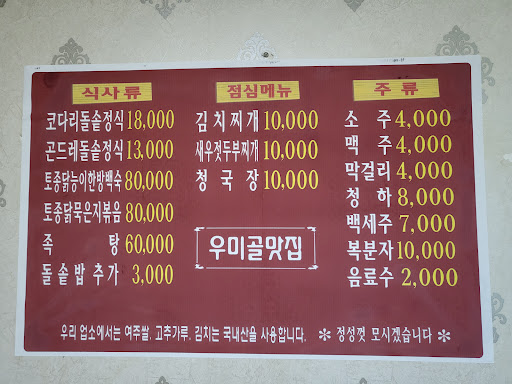 식사류
코다리돌솥정식 18,000
곤드레돌솥정식 13,000
토종닭능이한방백숙 80,000
토종닭묵은지볶음 80,000
족 탕 60,000
돌솥밥추가 3,000
점심메뉴
김치찌개 10,000
새우젓두부찌개 10,000
청국장 10,000
우미골맛집
주류
소주 4,000
맥주 4,000
막걸리 4,000
청하 8,000
백세주 7,000
복분자 10,000
음료수 2,000
우리 업소에서는 여주쌀, 고추가루, 김치는 국내산을 사용합니다. ※ 정성껏 모시겠습니다 ※